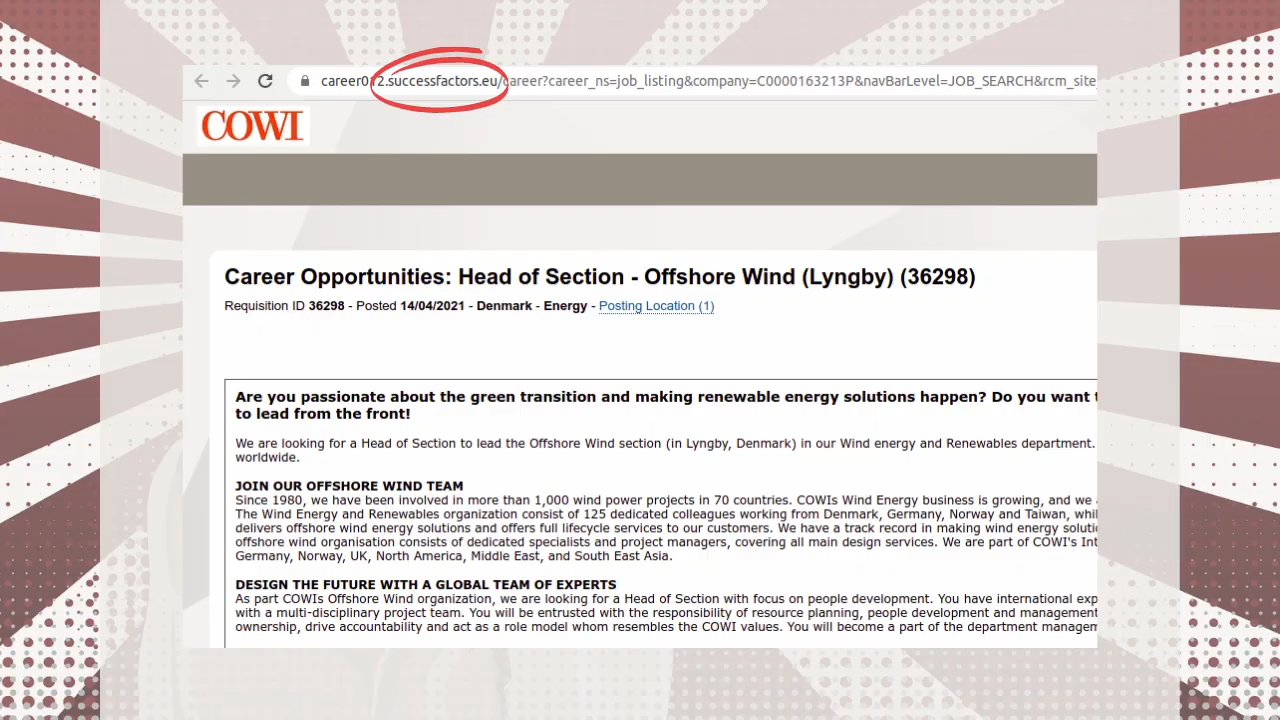 career012.successfactors.eu/career?career_ns=job_listing&company=C0000163213P&navBarLevel=JOB_SEARCH&rcm_site_
COWI
Career Opportunities: Head of Section - Offshore Wind (Lyngby) (36298)
Requisition ID 36298 - Posted 14/04/2021 - Denmark - Energy - Posting Location (1)
Are you passionate about the green transition and making renewable energy solutions happen? Do you want
to lead from the front!
We are looking for a Head of Section to lead the Offshore Wind section (in Lyngby, Denmark) in our Wind energy and Renewables department.
worldwide.
JOIN OUR OFFSHORE WIND TEAM
Since 1980, we have been involved in more than 1,000 wind power projects in 70 countries. COWIs Wind Energy business is growing, and we
The Wind Energy and Renewables organization consist of 125 dedicated colleagues working from Denmark, Germany, Norway and Taiwan,
delivers offshore wind energy solutions and offers full lifecycle services to our customers. We have a track record in making wind energy
offshore wind organisation consists of dedicated specialists and project managers, covering all main design services. We are part of COWI's
Germany, Norway, UK, North America, Middle East, and South East Asia.
DESIGN THE FUTURE WITH A GLOBAL TEAM OF EXPERTS
As part COWIs Offshore Wind organization, we are looking for a Head of Section with focus on people development. You have international
with a multi-disciplinary project team. You will be entrusted with the responsibility of resource planning, people development and management
ownership, drive accountability and act as a role model whom resembles the COWI values. You will become a part of the department